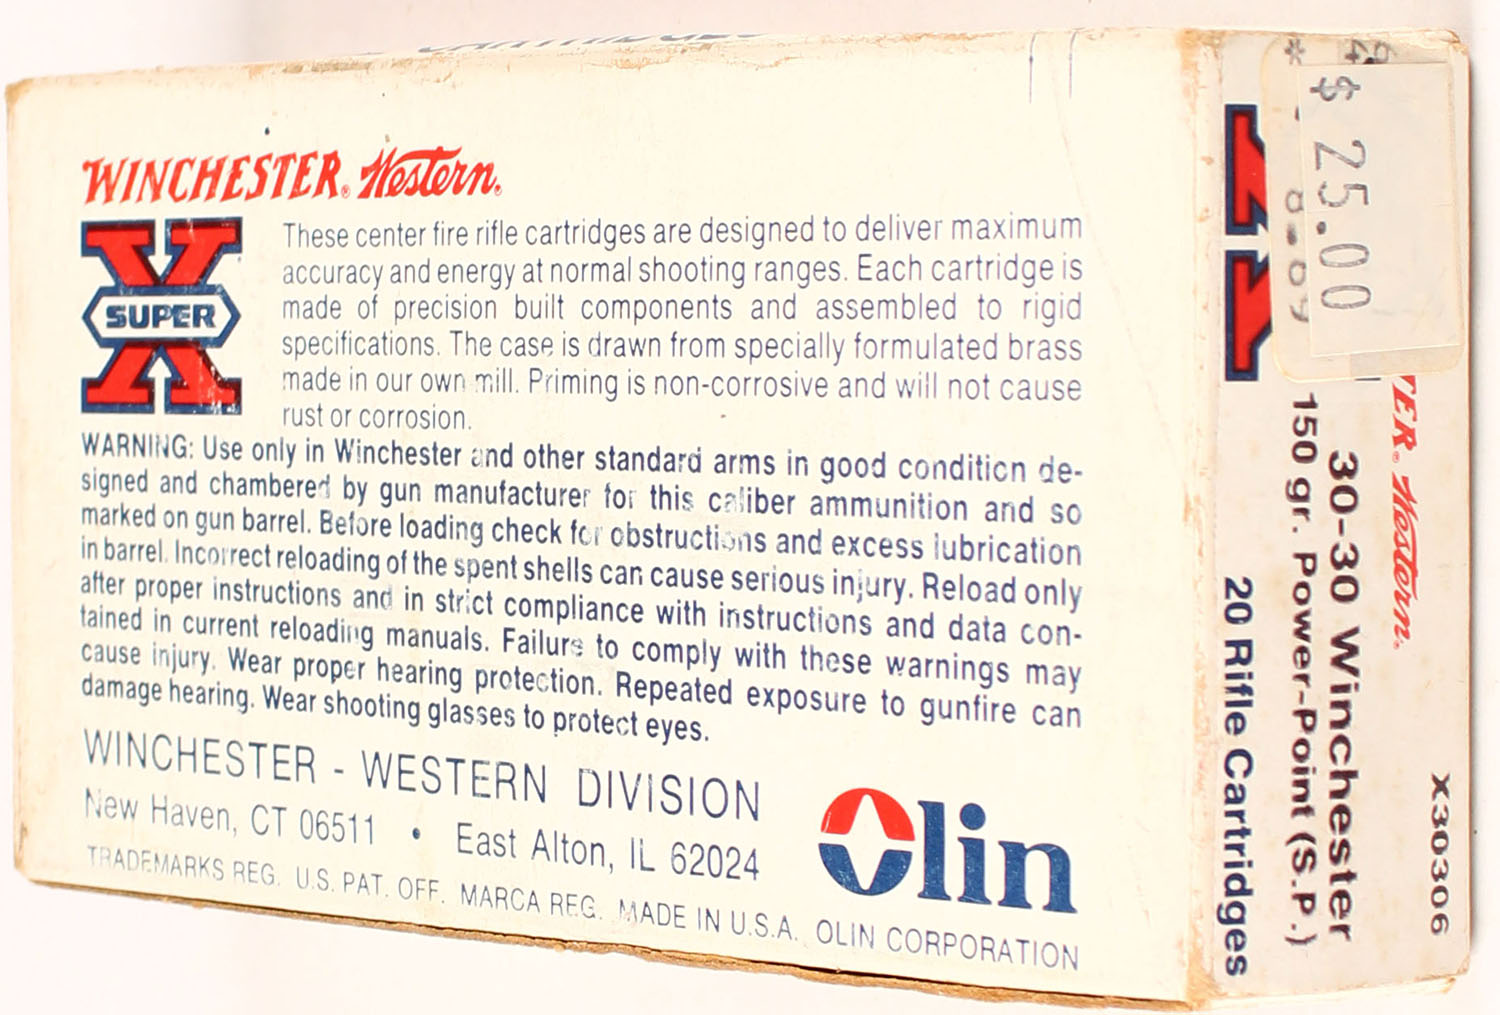 WINCHESTER® Western®
SUPER X
These center fire rifle cartridges are designed to deliver maximum
accuracy and energy at normal shooting ranges. Each cartridge is
made of precision built components and assembled to rigid
specifications. The case is drawn from specially formulated brass
made in our own mill. Priming is non-corrosive and will not cause
rust or corrosion.
WARNING: Use only in Winchester and other standard arms in good condition de-
signed and chambered by gun manufacturer for this caliber ammunition and so
marked on gun barrel. Before loading check for obstructions and excess lubrication
in barrel. Incorrect reloading of the spent shells can cause serious injury. Reload only
after proper instructions and in strict compliance with instructions and data con-
tained in current reloading manuals. Failure to comply with these warnings may
cause injury. Wear proper hearing protection. Repeated exposure to gunfire can
damage hearing. Wear shooting glasses to protect eyes.
WINCHESTER - WESTERN DIVISION
New Haven, CT 06511 • East Alton, IL 62024
TRADEMARKS REG. U.S. PAT. OFF. MARCA REG. MADE IN U.S.A. OLIN CORPORATION
Olin
$25.00
TER® Western®
X30306
30-30 Winchester
150 gr. Power-Point (S.P.)
20 Rifle Cartridges